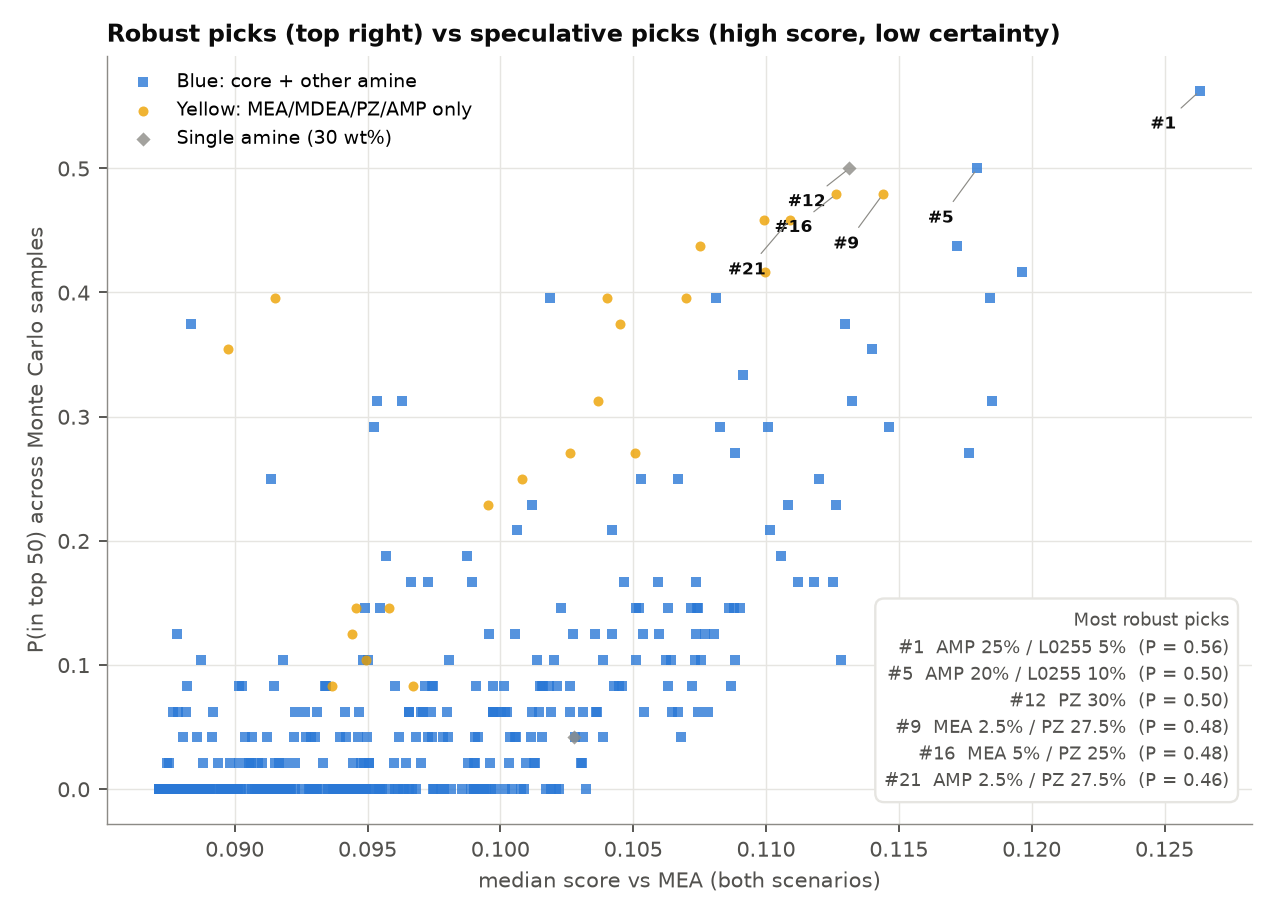 Robust picks (top right) vs speculative picks (high score, low certainty)
Blue: core + other amine
Yellow: MEA/MDEA/PZ/AMP only
Single amine (30 wt%)
#1
#12
#16
#9
#5
#21
P(in top 50) across Monte Carlo samples
0.5
0.4
0.3
0.2
0.1
0.0
Most robust picks
#1 AMP 25% / L0255 5% (P = 0.56)
#5 AMP 20% / L0255 10% (P = 0.50)
#12 PZ 30% (P = 0.50)
#9 MEA 2.5% / PZ 27.5% (P = 0.48)
#16 MEA 5% / PZ 25% (P = 0.48)
#21 AMP 2.5% / PZ 27.5% (P = 0.46)
0.090 0.095 0.100 0.105 0.110 0.115 0.120 0.125
median score vs MEA (both scenarios)